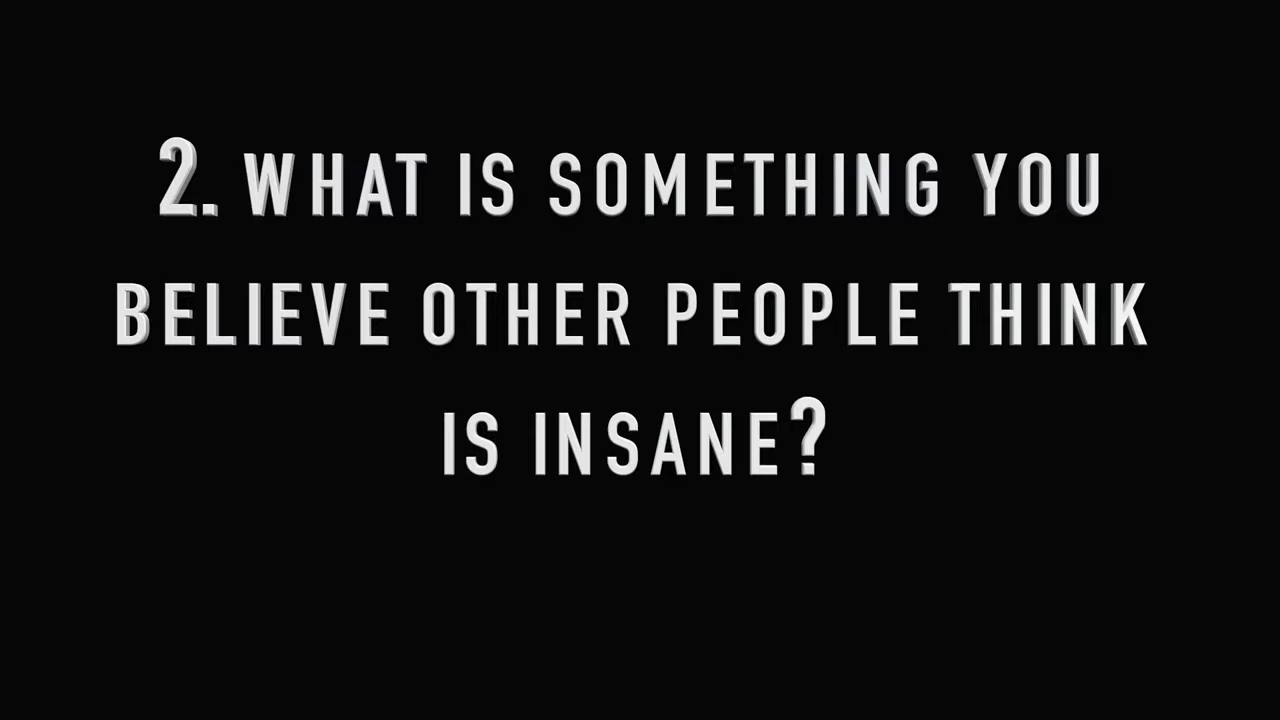 2. WHAT IS SOMETHING YOU
BELIEVE OTHER PEOPLE THINK
IS INSANE?